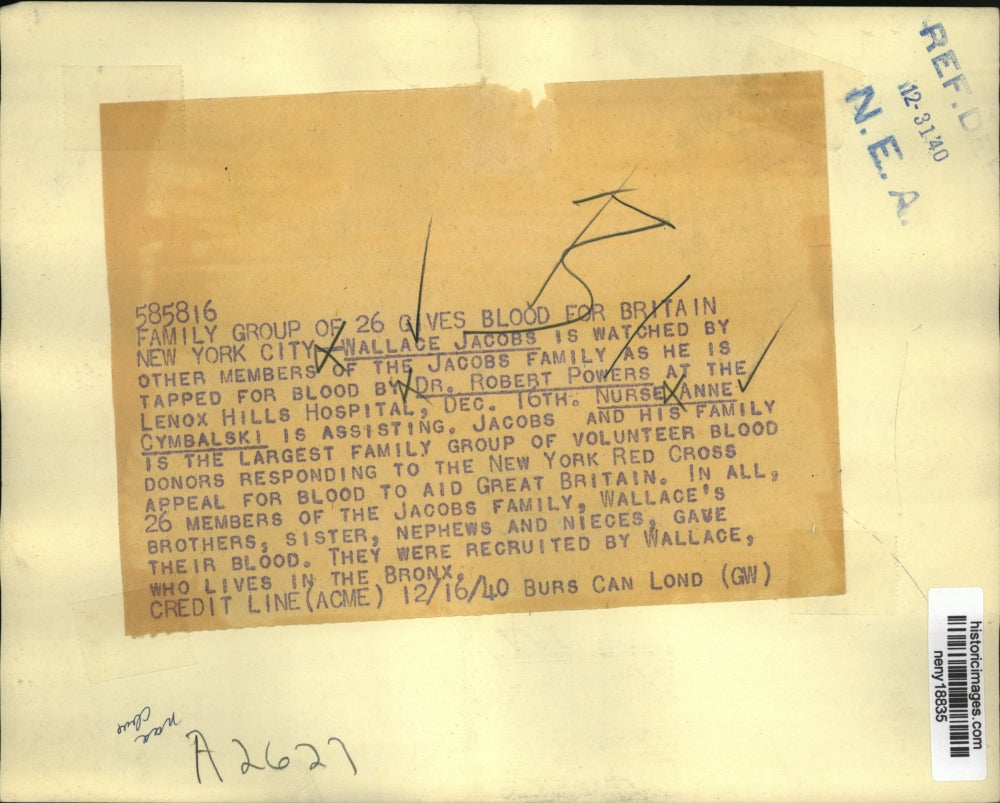 REF. DE
12-31'40
N. E. A.
585816
FAMILY GROUP OF 26 GIVES BLOOD FOR BRITAIN
NEW YORK CITY—WALLACE JACOBS IS WATCHED BY
OTHER MEMBERS OF THE JACOBS FAMILY AS HE IS
TAPPED FOR BLOOD BY DR. ROBERT POWERS AT THE
LENOX HILLS HOSPITAL, DEC. 16TH. NURSE ANNE
CYMBALSKI IS ASSISTING. JACOBS AND HIS FAMILY
IS THE LARGEST FAMILY GROUP OF VOLUNTEER BLOOD
DONORS RESPONDING TO THE NEW YORK RED CROSS
APPEAL FOR BLOOD TO AID GREAT BRITAIN. IN ALL,
26 MEMBERS OF THE JACOBS FAMILY, WALLACE'S
BROTHERS, SISTER, NEPHEWS AND NIECES, GAVE
THEIR BLOOD. THEY WERE RECRUITED BY WALLACE,
WHO LIVES IN THE BRONX.
CREDIT LINE (ACME) 12/16/40 BURS CAN LOND (GW)
historicimages.com
neny18835
nea
A2627